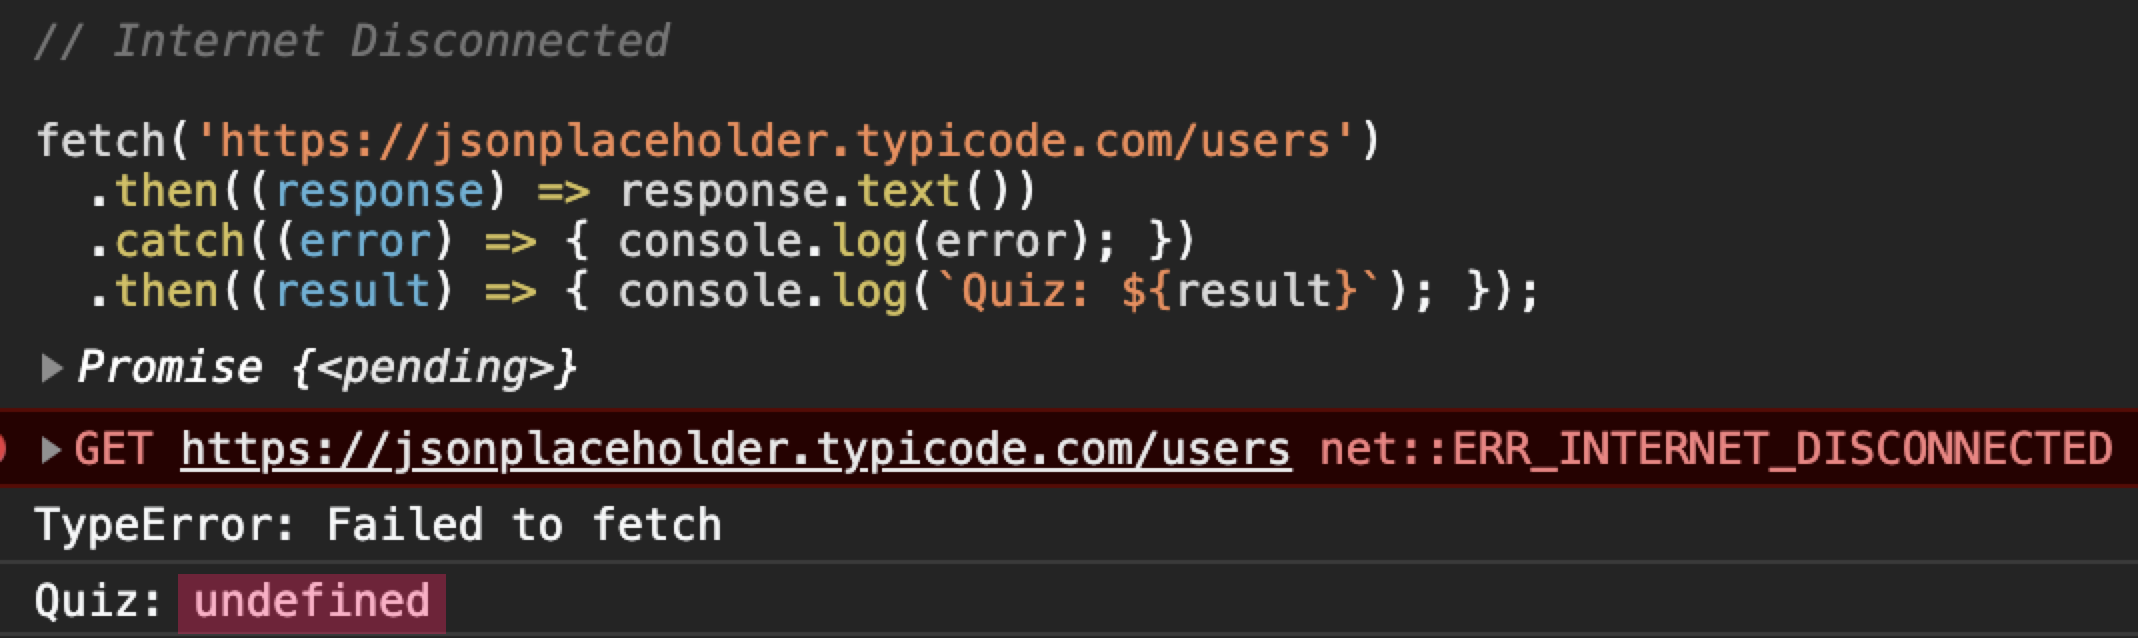 // Internet Disconnected
fetch('https://jsonplaceholder.typicode.com/users')
.then((response) => response.text())
.catch((error) => { console.log(error); })
.then((result) => { console.log(`Quiz: ${result}`); });
Promise {<pending>}
GET https://jsonplaceholder.typicode.com/users net::ERR_INTERNET_DISCONNECTED
TypeError: Failed to fetch
Quiz: undefined